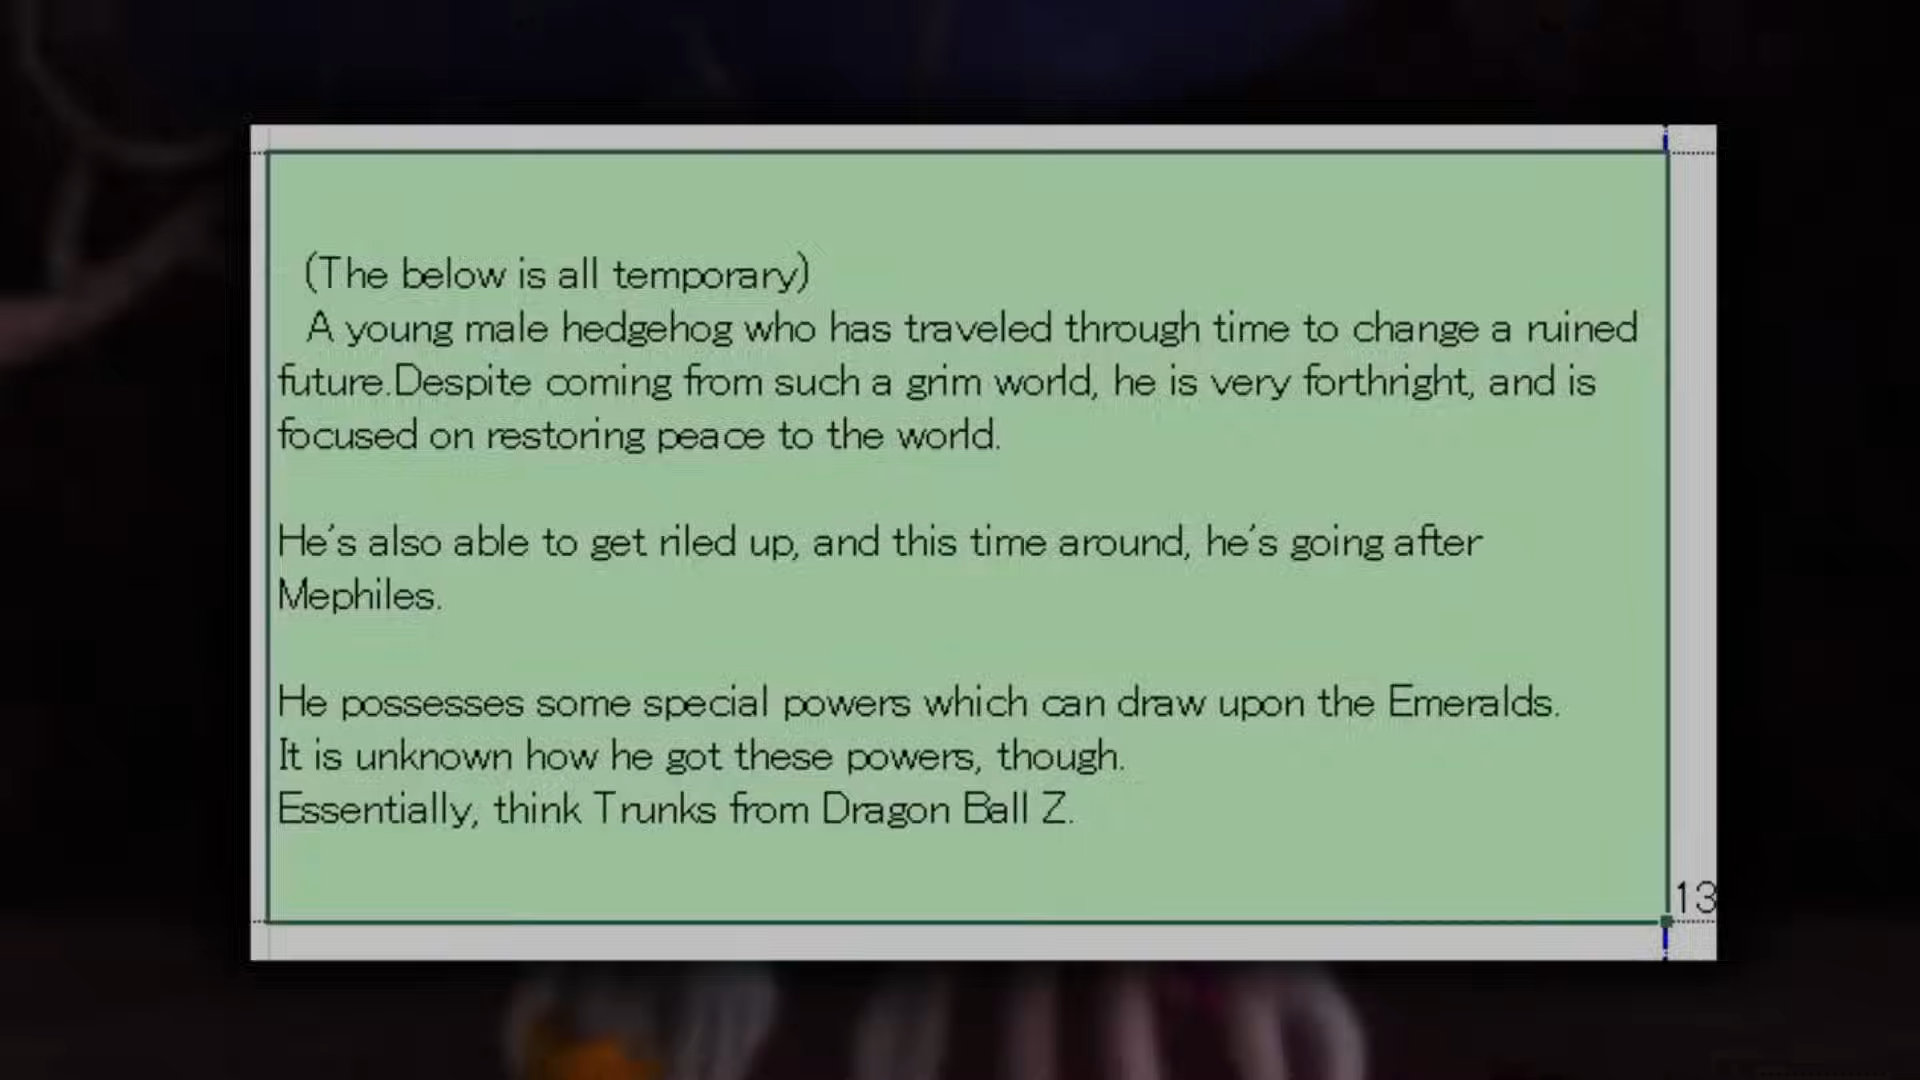 (The below is all temporary)
A young male hedgehog who has traveled through time to change a ruined
future.Despite coming from such a grim world, he is very forthright, and is
focused on restoring peace to the world.
He's also able to get riled up, and this time around, he's going after
Mephiles.
He possesses some special powers which can draw upon the Emeralds.
It is unknown how he got these powers, though.
Essentially, think Trunks from Dragon Ball Z.
13